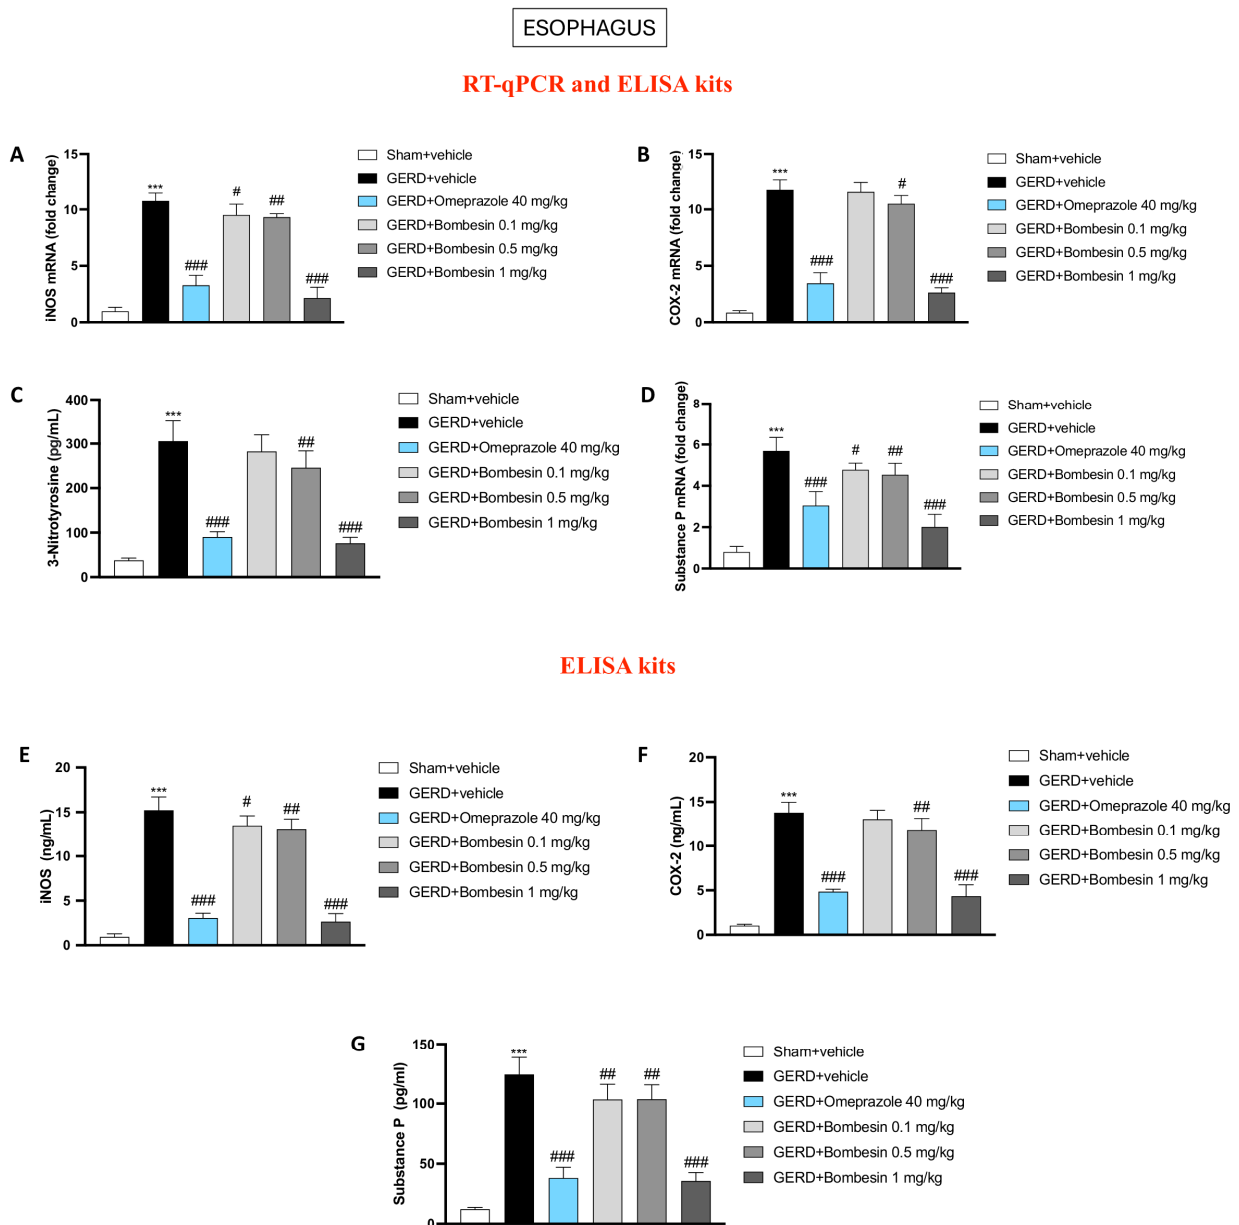 ESOPHAGUS
RT-qPCR and ELISA kits
A
iNOS mRNA (fold change)
15
10
5
0
***
###
#
##
###
Sham+vehicle
GERD+vehicle
GERD+Omeprazole 40 mg/kg
GERD+Bombesin 0.1 mg/kg
GERD+Bombesin 0.5 mg/kg
GERD+Bombesin 1 mg/kg
B
COX-2 mRNA (fold change)
15
10
5
0
***
###
#
###
Sham+vehicle
GERD+vehicle
GERD+Omeprazole 40 mg/kg
GERD+Bombesin 0.1 mg/kg
GERD+Bombesin 0.5 mg/kg
GERD+Bombesin 1 mg/kg
C
3-Nitrotyrosine (pg/mL)
400
300
200
100
0
***
###
##
###
Sham+vehicle
GERD+vehicle
GERD+Omeprazole 40 mg/kg
GERD+Bombesin 0.1 mg/kg
GERD+Bombesin 0.5 mg/kg
GERD+Bombesin 1 mg/kg
D
Substance P mRNA (fold change)
8
6
4
2
0
***
###
#
##
###
Sham+vehicle
GERD+vehicle
GERD+Omeprazole 40 mg/kg
GERD+Bombesin 0.1 mg/kg
GERD+Bombesin 0.5 mg/kg
GERD+Bombesin 1 mg/kg
ELISA kits
E
iNOS (ng/mL)
20
15
10
5
0
***
###
#
##
###
Sham+vehicle
GERD+vehicle
GERD+Omeprazole 40 mg/kg
GERD+Bombesin 0.1 mg/kg
GERD+Bombesin 0.5 mg/kg
GERD+Bombesin 1 mg/kg
F
COX-2 (ng/mL)
20
15
10
5
0
***
###
##
###
Sham+vehicle
GERD+vehicle
GERD+Omeprazole 40 mg/kg
GERD+Bombesin 0.1 mg/kg
GERD+Bombesin 0.5 mg/kg
GERD+Bombesin 1 mg/kg
G
Substance P (pg/ml)
150
100
50
0
***
###
##
##
###
Sham+vehicle
GERD+vehicle
GERD+Omeprazole 40 mg/kg
GERD+Bombesin 0.1 mg/kg
GERD+Bombesin 0.5 mg/kg
GERD+Bombesin 1 mg/kg